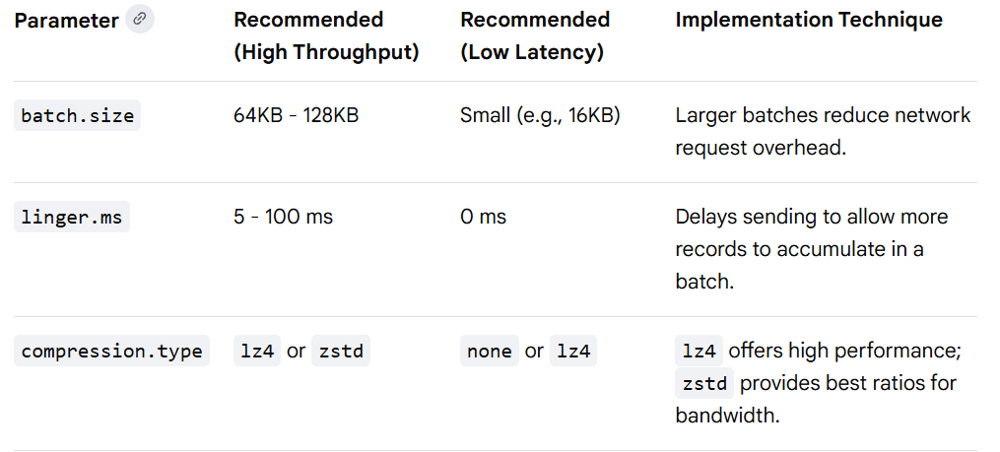 Parameter
Recommended
(High Throughput)
Recommended
(Low Latency)
Implementation Technique
batch.size
64KB - 128KB
Small (e.g., 16KB)
Larger batches reduce network
request overhead.
linger.ms
5 - 100 ms
0 ms
Delays sending to allow more
records to accumulate in a
batch.
compression.type
lz4 or zstd
none or lz4
lz4 offers high performance;
zstd provides best ratios for
bandwidth.